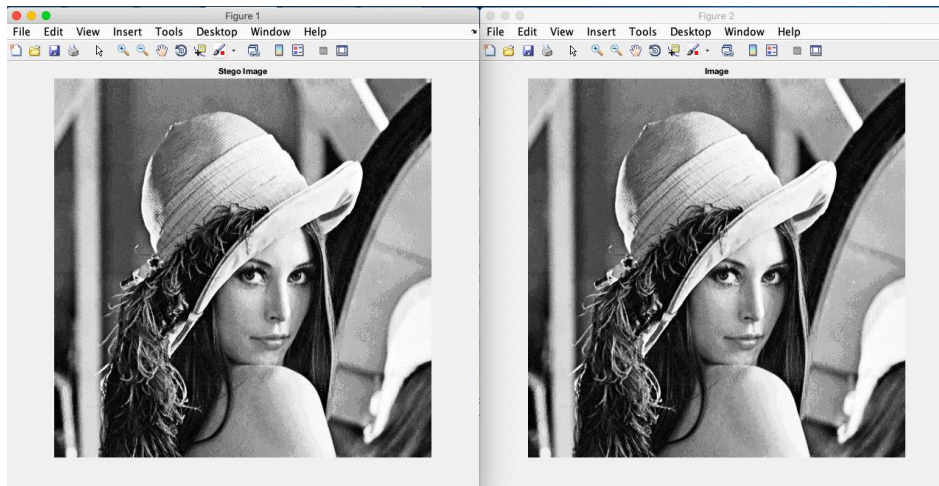 Figure 1
File Edit View Insert Tools Desktop Window Help
Stego Image
Figure 2
File Edit View Insert Tools Desktop Window Help
Image